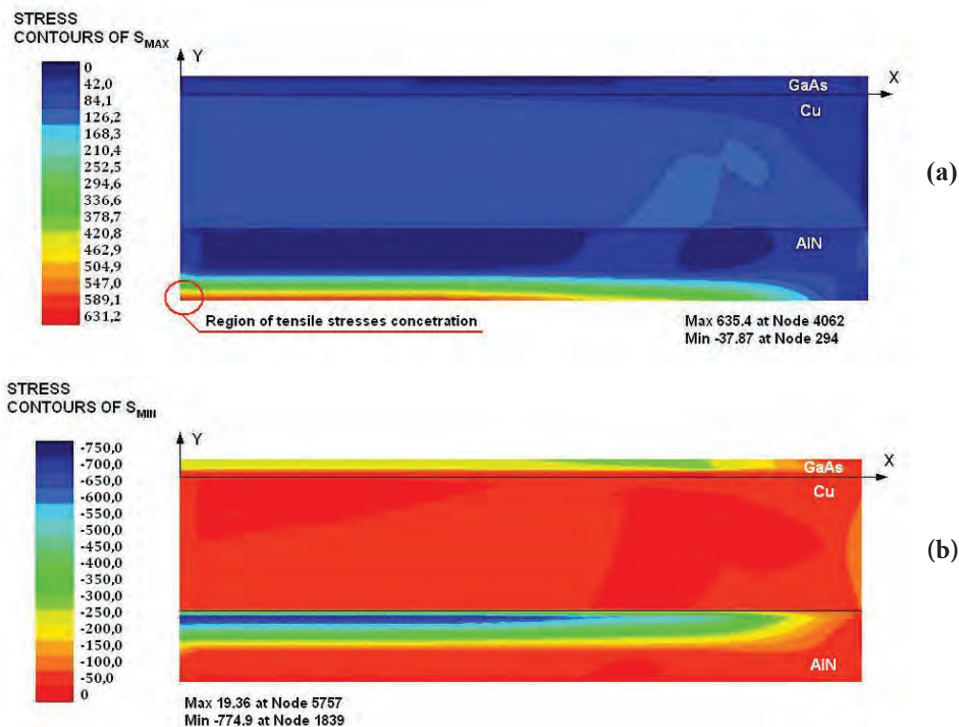 STRESS
CONTOURS OF SMAX
0
42,0
84,1
126,2
168,3
210,4
252,5
294,6
336,6
378,7
420,8
462,9
504,9
547,0
589,1
631,2
Y
X
GaAs
Cu
AlN
(a)
Region of tensile stresses concetration
Max 635.4 at Node 4062
Min -37.87 at Node 294
STRESS
CONTOURS OF SMIII
-750,0
-700,0
-600,0
-550,0
-500,0
-450,0
-350,0
-300,0
-250,0
-200,0
-150,0
-100,0
-50,0
0
Y
X
GaAs
Cu
AlN
(b)
Max 19.36 at Node 5757
Min -774.9 at Node 1839